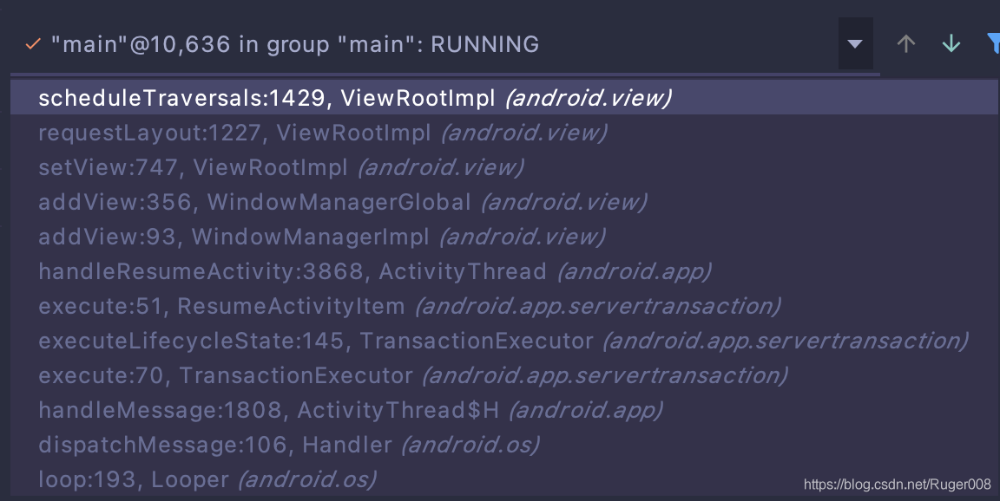 "main"@10,636 in group "main": RUNNING
scheduleTraversals:1429, ViewRootImpl (android.view)
requestLayout:1227, ViewRootImpl (android.view)
setView:747, ViewRootImpl (android.view)
addView:356, WindowManagerGlobal (android.view)
addView:93, WindowManagerImpl (android.view)
handleResumeActivity:3868, ActivityThread (android.app)
execute:51, ResumeActivityItem (android.app.servertransaction)
executeLifecycleState:145, TransactionExecutor (android.app.servertransaction)
execute:70, TransactionExecutor (android.app.servertransaction)
handleMessage:1808, ActivityThread$H (android.app)
dispatchMessage:106, Handler (android.os)
loop:193, Looper (android.os)
https://blog.csdn.net/Ruger008